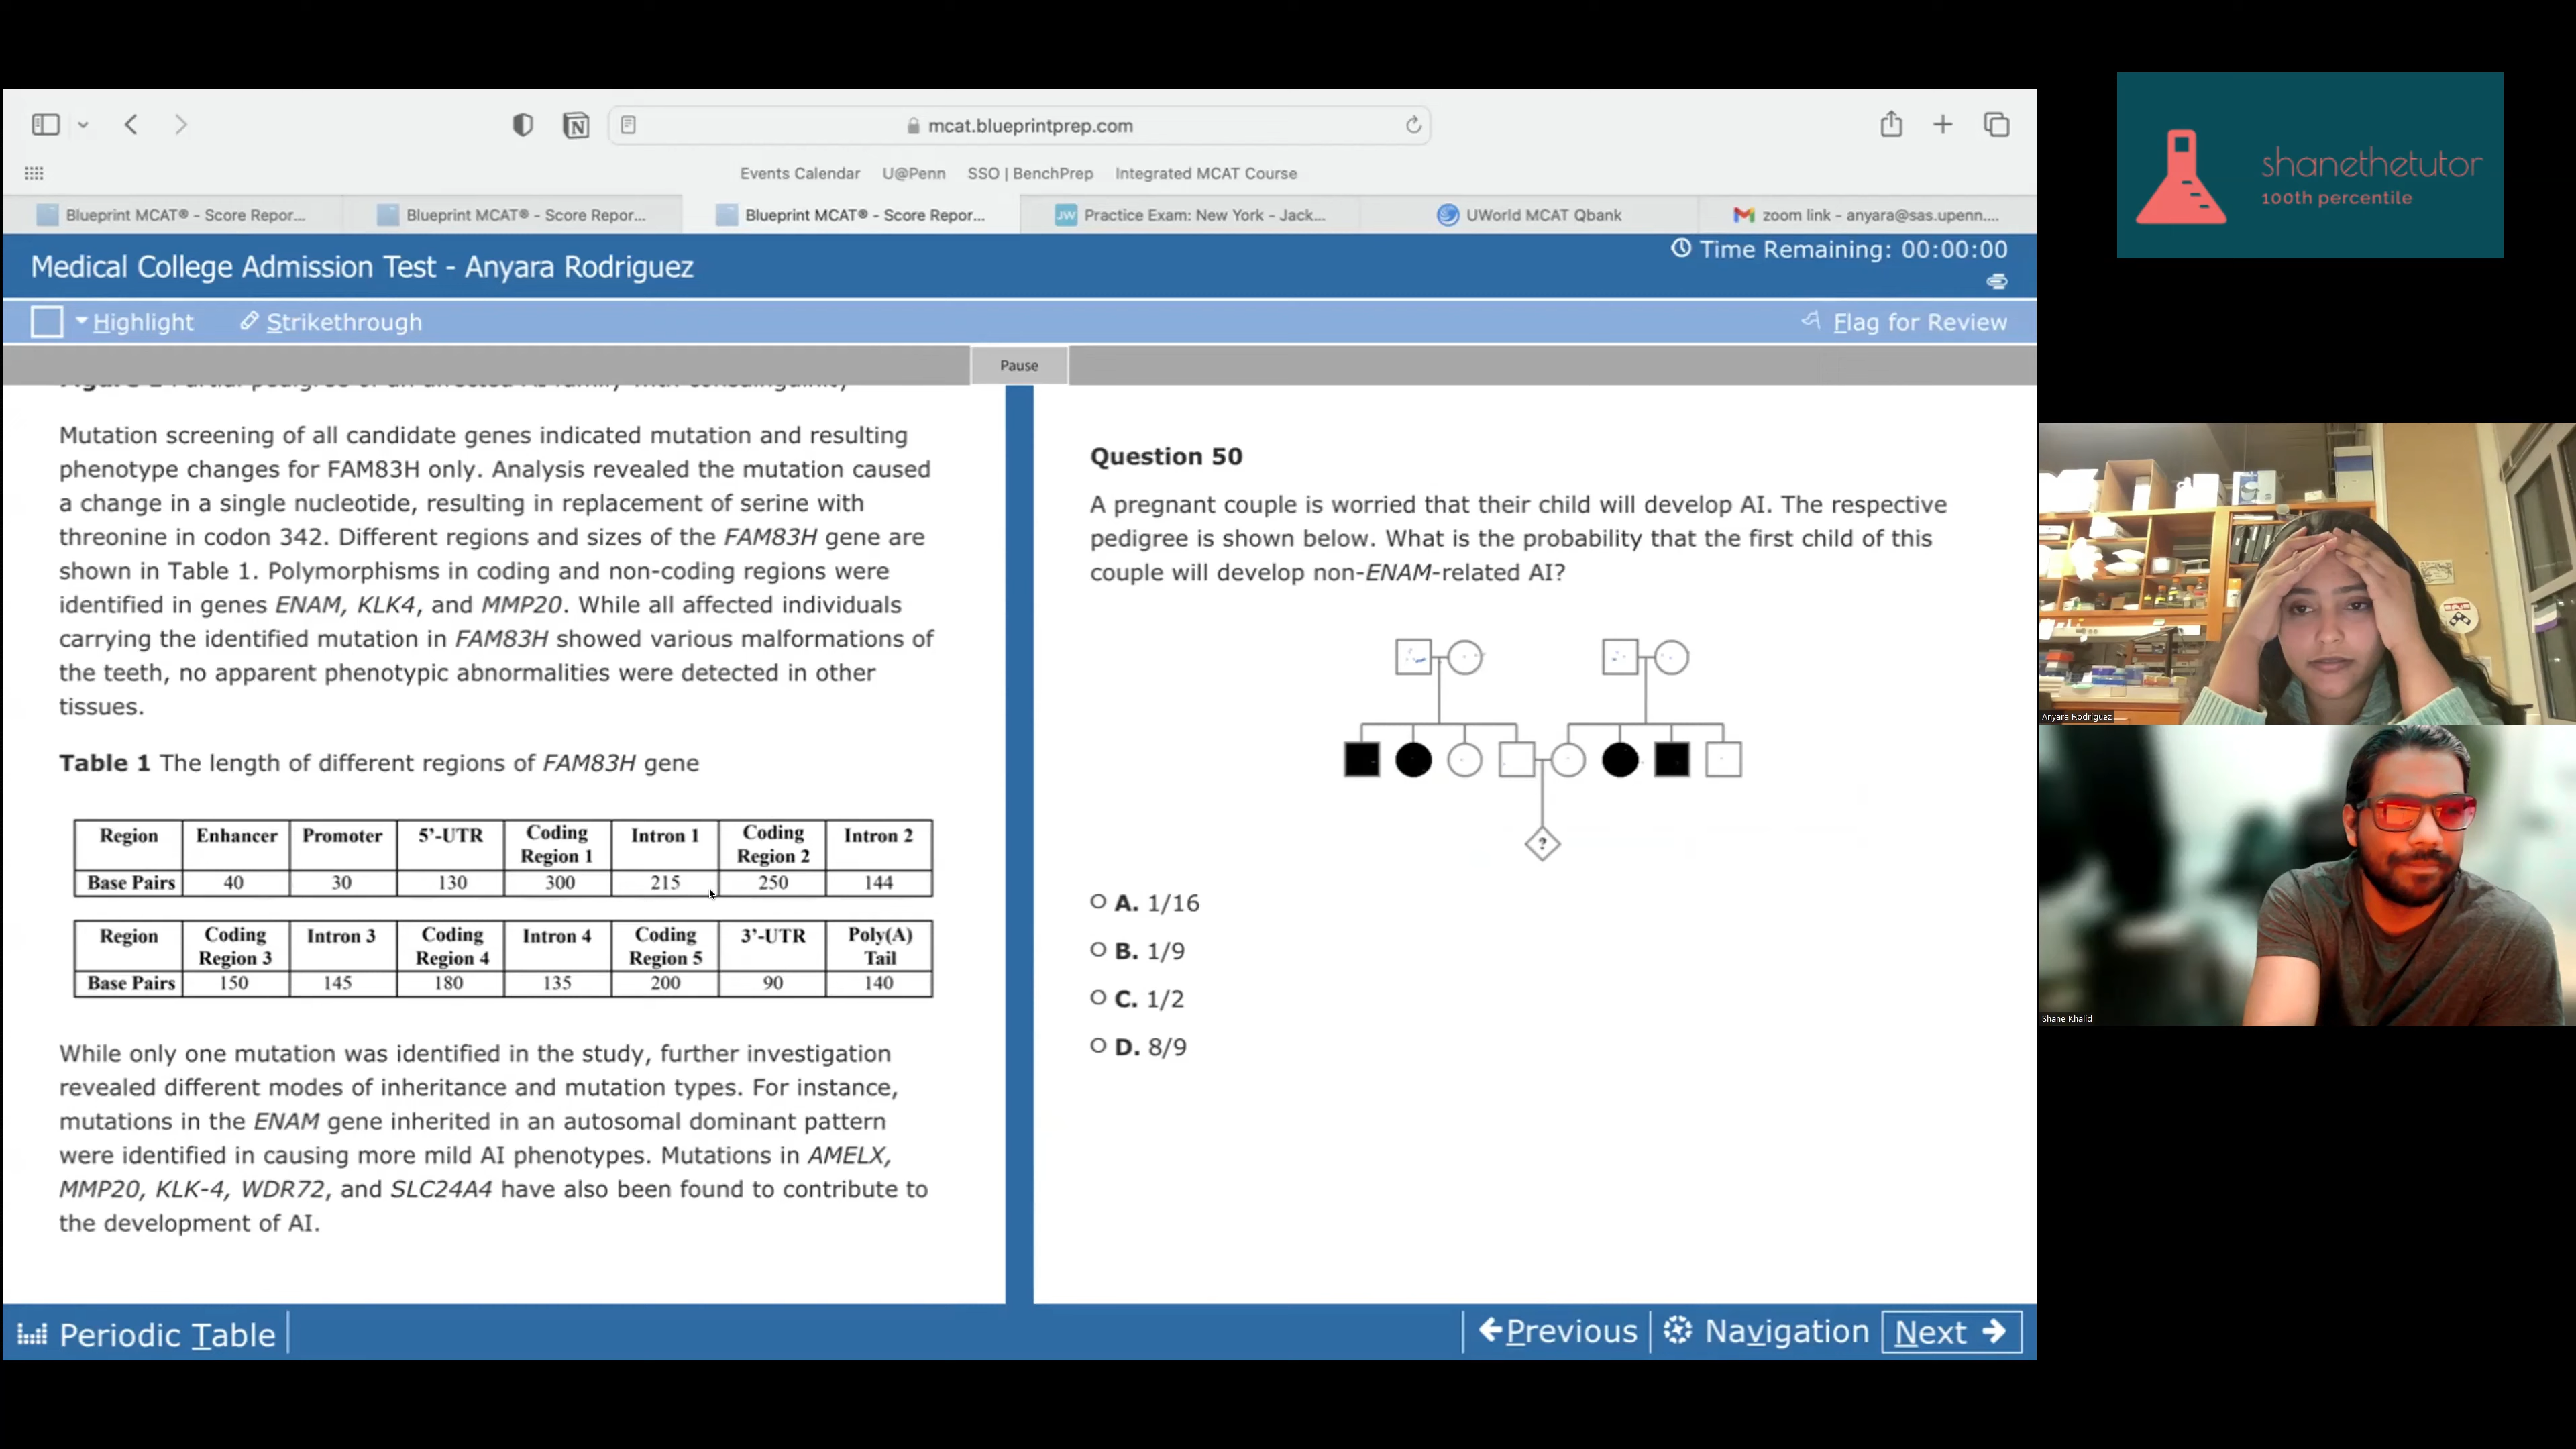 mcat.blueprintprep.com
Events Calendar U@Penn SSO | BenchPrep Integrated MCAT Course
Blueprint MCAT® - Score Repor...
Blueprint MCAT® - Score Repor...
Blueprint MCAT® - Score Repor...
JW Practice Exam: New York - Jack...
UWorld MCAT Qbank
zoom link - anyara@sas.upenn....
Medical College Admission Test - Anyara Rodriguez
Time Remaining: 00:00:00
Highlight Strikethrough
Flag for Review
Pause
Mutation screening of all candidate genes indicated mutation and resulting
phenotype changes for FAM83H only. Analysis revealed the mutation caused
a change in a single nucleotide, resulting in replacement of serine with
threonine in codon 342. Different regions and sizes of the FAM83H gene are
shown in Table 1. Polymorphisms in coding and non-coding regions were
identified in genes ENAM, KLK4, and MMP20. While all affected individuals
carrying the identified mutation in FAM83H showed various malformations of
the teeth, no apparent phenotypic abnormalities were detected in other
tissues.
Table 1 The length of different regions of FAM83H gene
Region Enhancer Promoter 5'-UTR Coding Region 1 Intron 1 Coding Region 2 Intron 2
Base Pairs 40 30 130 300 215 250 144
Region Coding Region 3 Intron 3 Coding Region 4 Intron 4 Coding Region 5 3'-UTR Poly(A) Tail
Base Pairs 150 145 180 135 200 90 140
While only one mutation was identified in the study, further investigation
revealed different modes of inheritance and mutation types. For instance,
mutations in the ENAM gene inherited in an autosomal dominant pattern
were identified in causing more mild AI phenotypes. Mutations in AMELX,
MMP20, KLK-4, WDR72, and SLC24A4 have also been found to contribute to
the development of AI.
Question 50
A pregnant couple is worried that their child will develop AI. The respective
pedigree is shown below. What is the probability that the first child of this
couple will develop non-ENAM-related AI?
?
A. 1/16
B. 1/9
C. 1/2
D. 8/9
Periodic Table
Previous Navigation Next
shanethetutor
100th percentile
Anyara Rodriguez
Shane Khalid